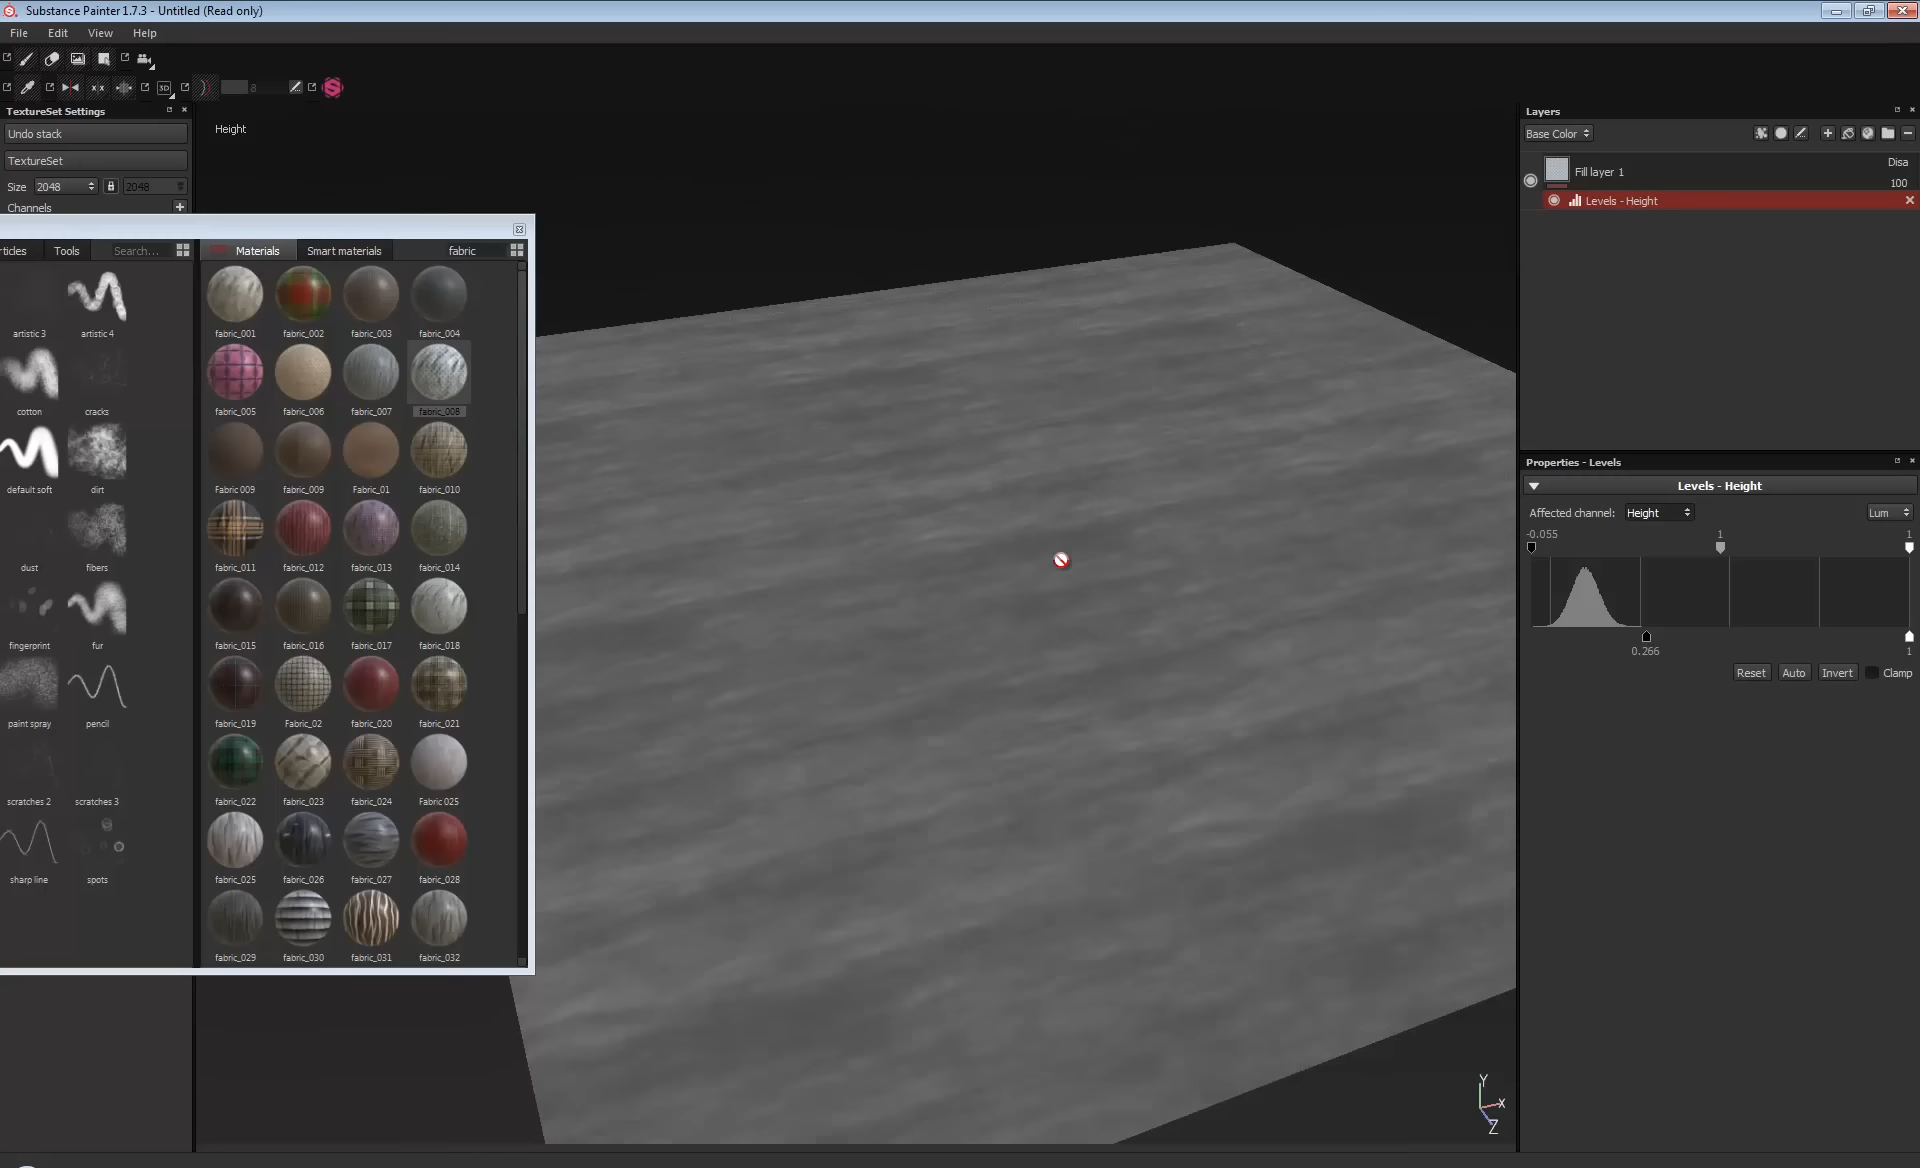 Substance Painter 1.7.3 - Untitled (Read only)
File Edit View Help
3D
a
TextureSet Settings
Undo stack
TextureSet
Size 2048 2048
Channels
Height
rticles Tools Search...
artistic 3 artistic 4
cotton cracks
default soft dirt
dust fibers
fingerprint fur
paint spray pencil
scratches 2 scratches 3
sharp line spots
Materials Smart materials fabric
fabric_001 fabric_002 fabric_003 fabric_004
fabric_005 fabric_006 fabric_007 fabric_008
Fabric 009 fabric_009 Fabric_01 fabric_010
fabric_011 fabric_012 fabric_013 fabric_014
fabric_015 fabric_016 fabric_017 fabric_018
fabric_019 Fabric_02 fabric_020 fabric_021
fabric_022 fabric_023 fabric_024 Fabric 025
fabric_025 fabric_026 fabric_027 fabric_028
fabric_029 fabric_030 fabric_031 fabric_032
Y
X
Z
Layers
Base Color
Fill layer 1 Disa
100
Levels - Height
Properties - Levels
Levels - Height
Affected channel: Height Lum
-0.055 1 1
0.266 1
Reset Auto Invert Clamp